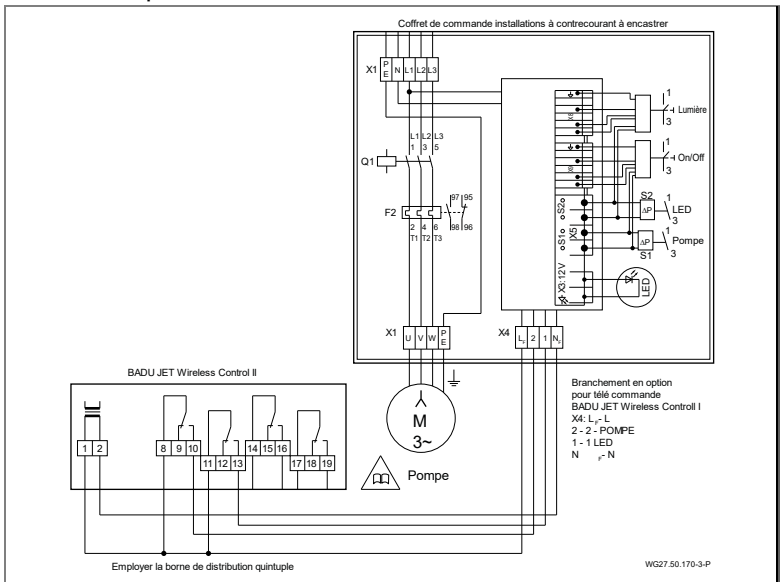 Coffret de commande installations à contrecourant à encastrer
X1 PE N L1 L2 L3
L1 L2 L3
1 3 5
Q1
F2
97 95
98 96
2 4 6
T1 T2 T3
X1 U V W PE
X4 L F 2 1 N F
X8
1
Lumière
3
X6
1
On/Off
3
S2
S2
ΔP
1
LED
3
X5
S1
ΔP
1
Pompe
3
S1
X3:12 V
LED
M
3~
Pompe
BADU JET Wireless Control II
1 2
8 9 10
11 12 13
14 15 16
17 18 19
Branchement en option
pour télé commande
BADU JET Wireless Controll I
X4: L F - L
2 - 2 - POMPE
1 - 1 LED
N F - N
Employer la borne de distribution quintuple
WG27.50.170-3-P